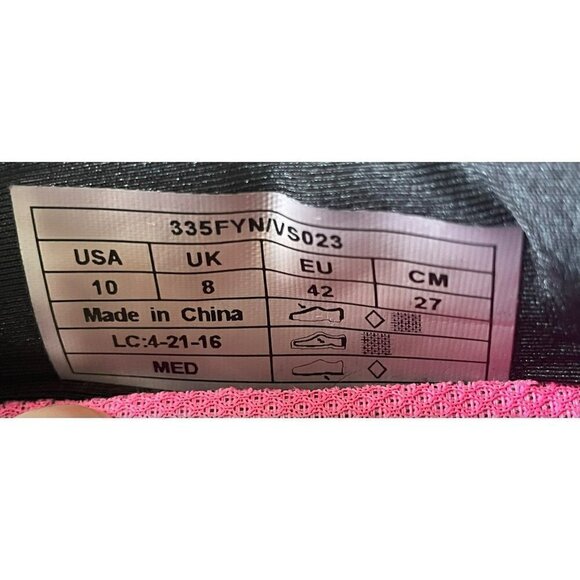 335FYN/VS023
USA UK EU CM
10 8 42 27
Made in China
LC:4-21-16
MED